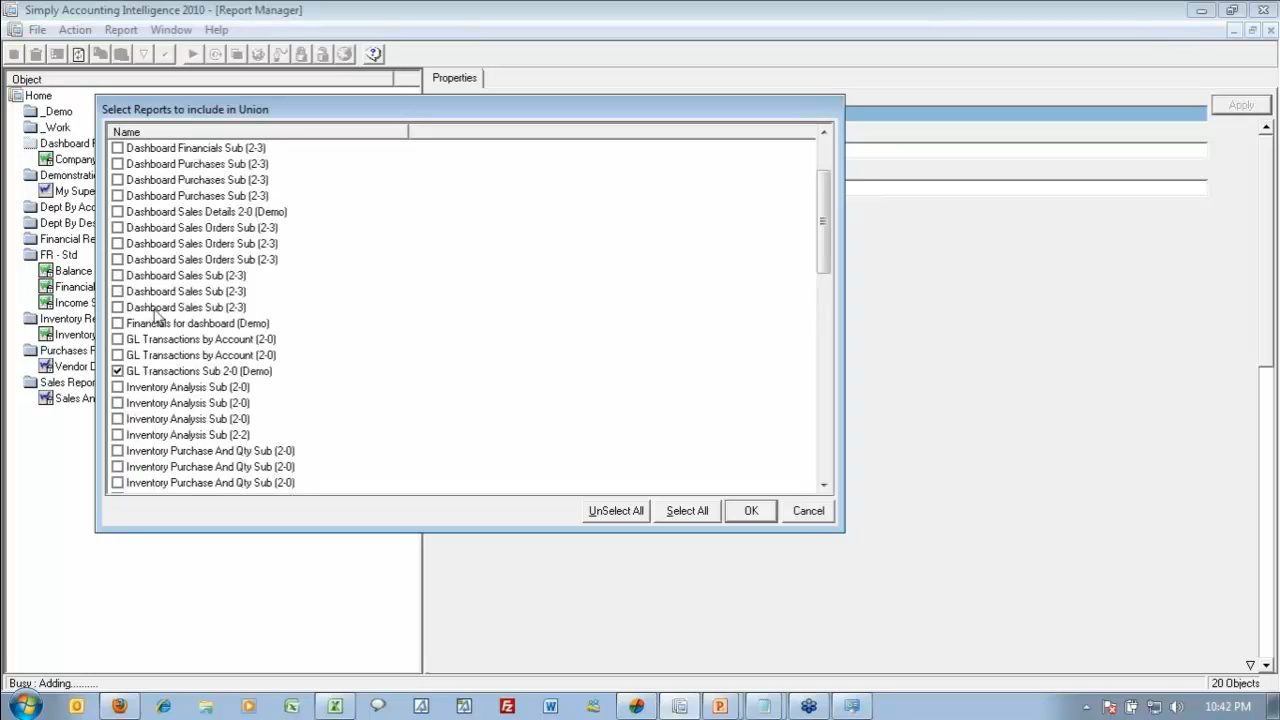 Simply Accounting Intelligence 2010 - [Report Manager]
File Action Report Window Help
Object
Properties
Home
Apply
_Demo
_Work
Dashboard
Company
Demonstra
My Supe
Dept By Acc
Dept By Des
Financial Re
FR - Std
Balance
Financial
Income S
Inventory Re
Inventory
Purchases F
Vendor D
Sales Repor
Sales An
Select Reports to include in Union
Name
Dashboard Financials Sub (2-3)
Dashboard Purchases Sub (2-3)
Dashboard Purchases Sub (2-3)
Dashboard Purchases Sub (2-3)
Dashboard Sales Details 2-0 (Demo)
Dashboard Sales Orders Sub (2-3)
Dashboard Sales Orders Sub (2-3)
Dashboard Sales Orders Sub (2-3)
Dashboard Sales Sub (2-3)
Dashboard Sales Sub (2-3)
Dashboard Sales Sub (2-3)
Financials for dashboard (Demo)
GL Transactions by Account (2-0)
GL Transactions by Account (2-0)
GL Transactions Sub 2-0 (Demo)
Inventory Analysis Sub (2-0)
Inventory Analysis Sub (2-0)
Inventory Analysis Sub (2-0)
Inventory Analysis Sub (2-2)
Inventory Purchase And Qty Sub (2-0)
Inventory Purchase And Qty Sub (2-0)
Inventory Purchase And Qty Sub (2-0)
UnSelect All Select All OK Cancel
Busy : Adding..........
20 Objects
10:42 PM